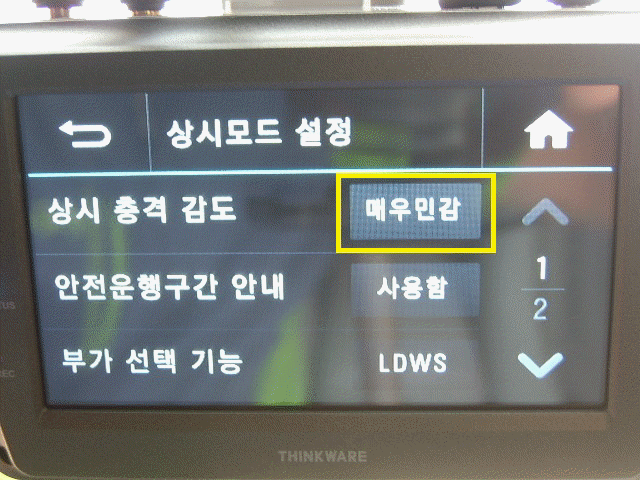 상시모드 설정
상시 충격 감도 매우민감
안전운행구간 안내 사용함
부가 선택 기능 LDWS
1
2
THINKWARE